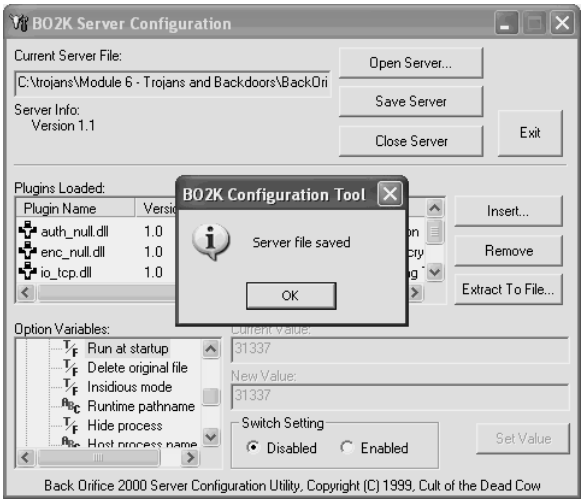 BO2K Server Configuration
Current Server File:
C:\trojans\Module 6 - Trojans and Backdoors\BackOri
Server Info:
Version 1.1
Open Server...
Save Server
Close Server
Exit
Plugins Loaded:
Plugin Name
auth_null.dll 1.0
enc_null.dll 1.0
io_tcp.dll 1.0
Insert...
Remove
Extract To File...
BO2K Configuration Tool
Server file saved
OK
Option Variables:
Run at startup
Delete original file
Insidious mode
Runtime pathname
Hide process
Host process name
Current Value:
31337
New Value:
31337
Switch Setting
Disabled Enabled
Set Value
Back Orifice 2000 Server Configuration Utility, Copyright (C) 1999, Cult of the Dead Cow